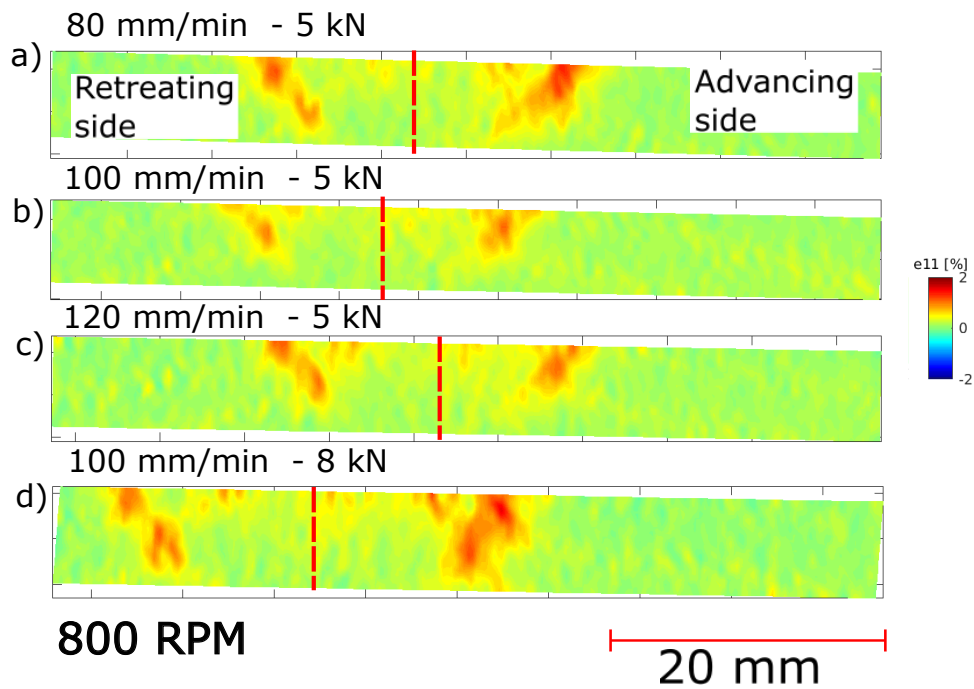 80 mm/min - 5 kN
a)
Retreating
side
Advancing
side
100 mm/min - 5 kN
b)
e11 [%]
2
0
-2
120 mm/min - 5 kN
c)
100 mm/min - 8 kN
d)
800 RPM
20 mm